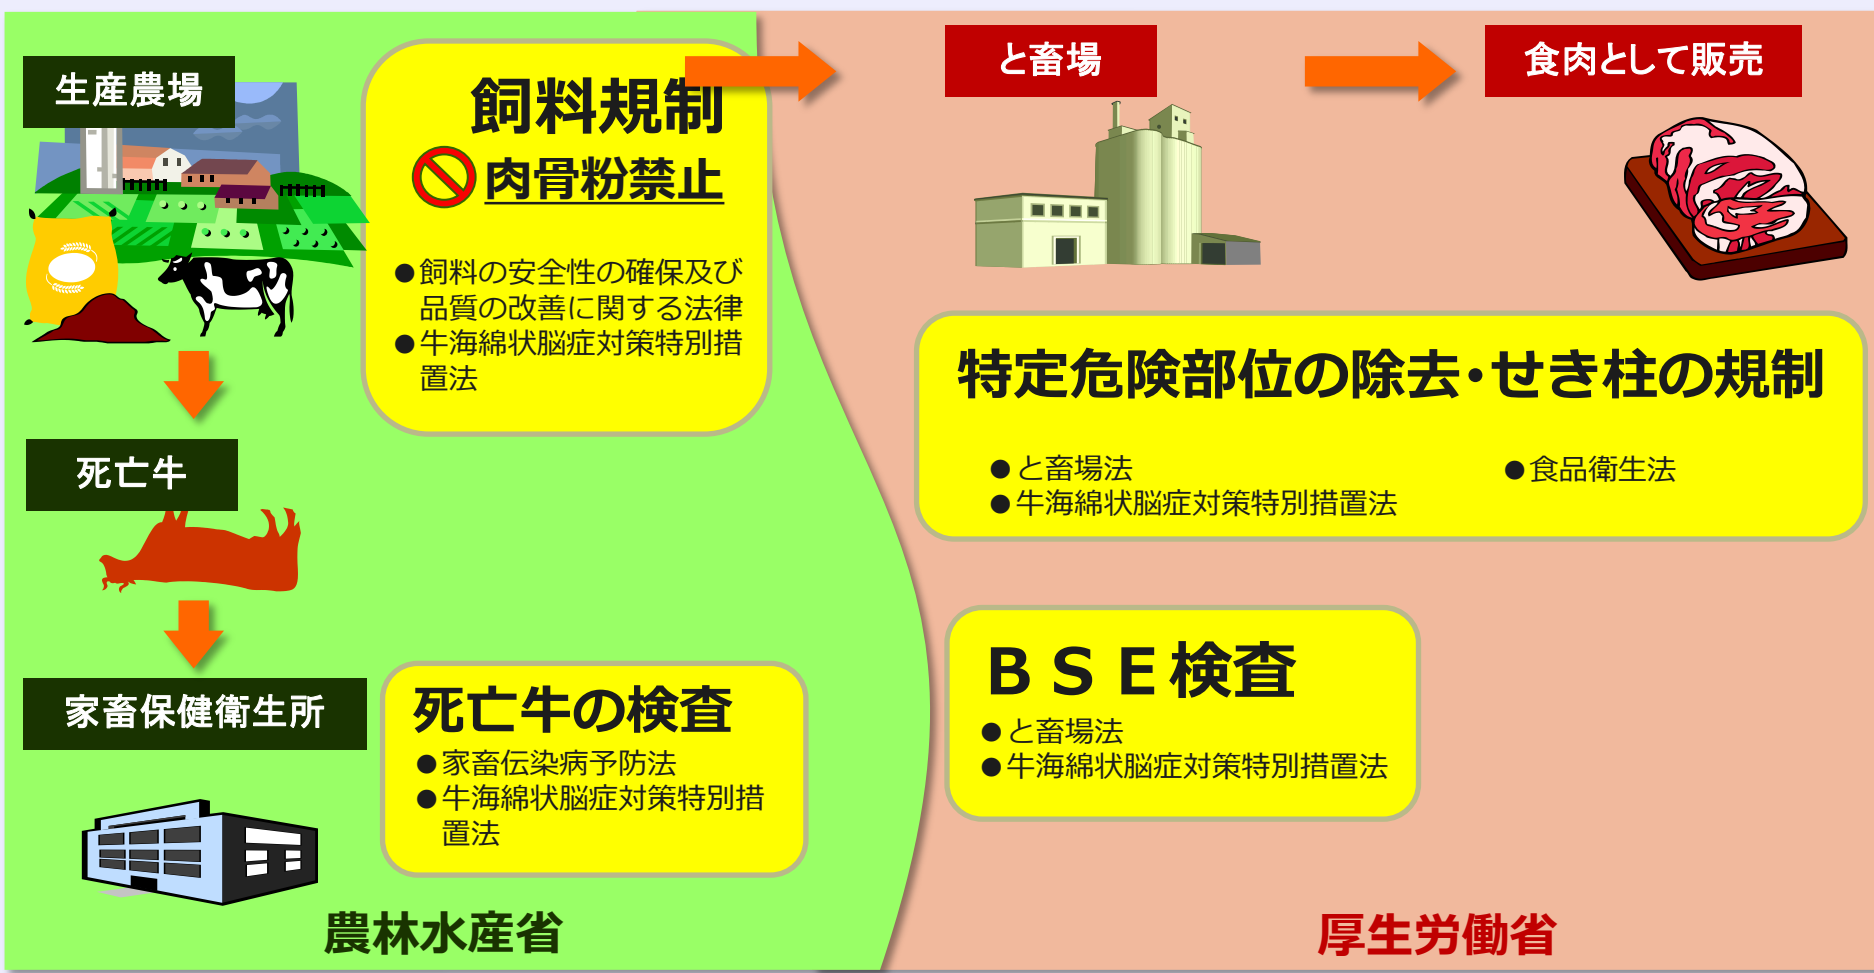 生産農場
飼料規制
肉骨粉禁止
●飼料の安全性の確保及び
品質の改善に関する法律
●牛海綿状脳症対策特別措
置法
死亡牛
家畜保健衛生所
死亡牛の検査
●家畜伝染病予防法
●牛海綿状脳症対策特別措
置法
農林水産省
と畜場
食肉として販売
特定危険部位の除去・せき柱の規制
●と畜場法
●牛海綿状脳症対策特別措置法
●食品衛生法
ＢＳＥ検査
●と畜場法
●牛海綿状脳症対策特別措置法
厚生労働省